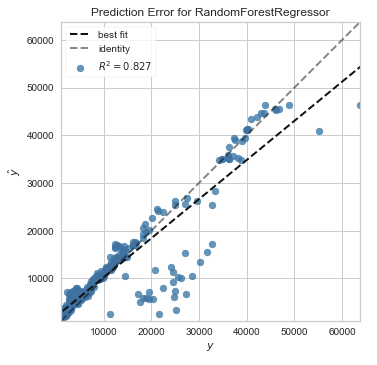 Prediction Error for RandomForestRegressor
60000
50000
40000
30000
20000
10000
ŷ
best fit
identity
R² = 0.827
10000 20000 30000 40000 50000 60000
y